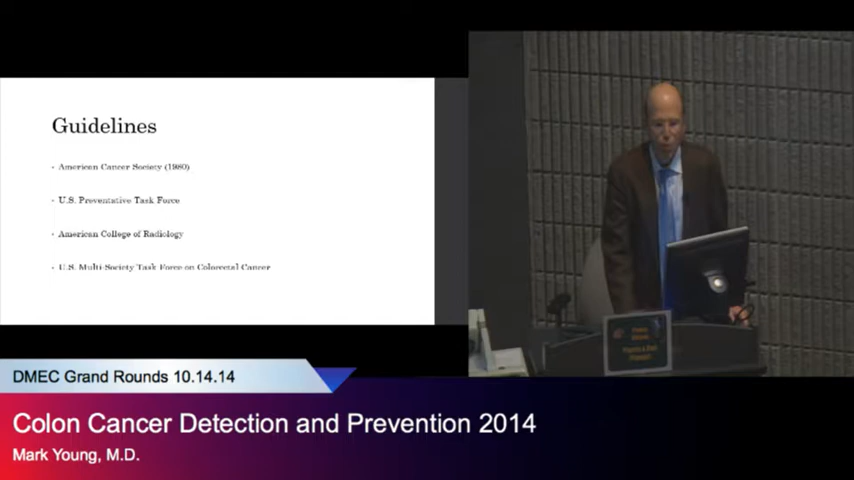 Guidelines
American Cancer Society (1980)
U.S. Preventative Task Force
American College of Radiology
U.S. Multi-Society Task Force on Colorectal Cancer
DMEC Grand Rounds 10.14.14
Colon Cancer Detection and Prevention 2014
Mark Young, M.D.